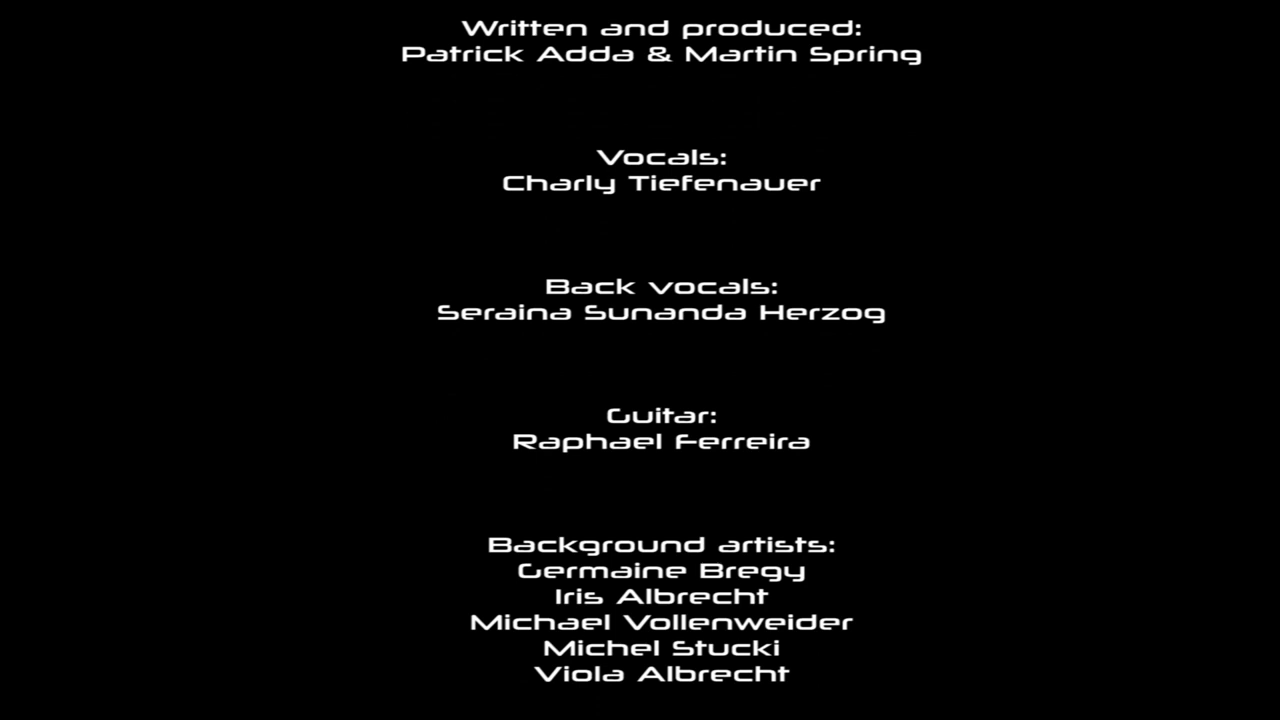 Written and produced:
Patrick Adda & Martin Spring
Vocals:
Charly Tiefenauer
Back vocals:
Seraina Sunanda Herzog
Guitar:
Raphael Ferreira
Background artists:
Germaine Bregy
Iris Albrecht
Michael Vollenweider
Michel Stucki
Viola Albrecht